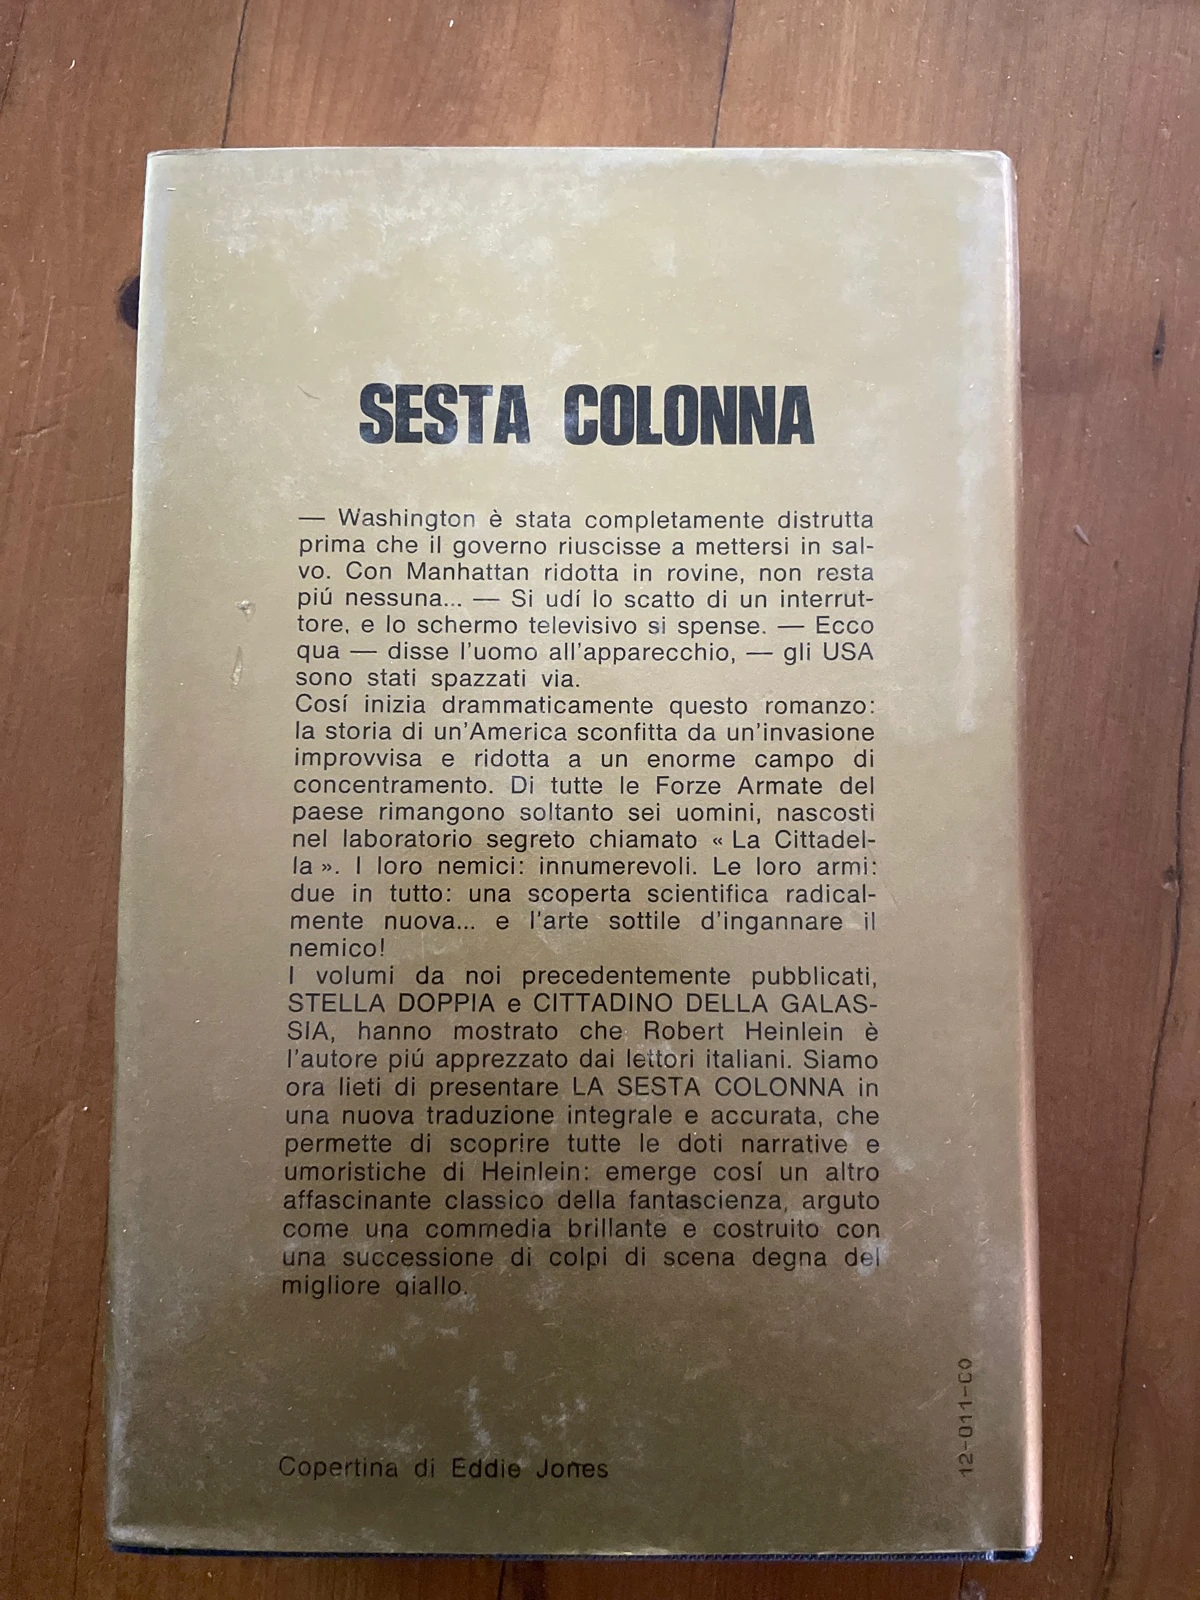 SESTA COLONNA
— Washington è stata completamente distrutta
prima che il governo riuscisse a mettersi in sal-
vo. Con Manhattan ridotta in rovine, non resta
piú nessuna... — Si udí lo scatto di un interrut-
tore, e lo schermo televisivo si spense. — Ecco
qua — disse l'uomo all'apparecchio, — gli USA
sono stati spazzati via.
Cosí inizia drammaticamente questo romanzo:
la storia di un'America sconfitta da un'invasione
improvvisa e ridotta a un enorme campo di
concentramento. Di tutte le Forze Armate del
paese rimangono soltanto sei uomini, nascosti
nel laboratorio segreto chiamato « La Cittadel-
la ». I loro nemici: innumerevoli. Le loro armi:
due in tutto: una scoperta scientifica radical-
mente nuova... e l'arte sottile d'ingannare il
nemico!
I volumi da noi precedentemente pubblicati,
STELLA DOPPIA e CITTADINO DELLA GALAS-
SIA, hanno mostrato che Robert Heinlein è
l'autore piú apprezzato dai lettori italiani. Siamo
ora lieti di presentare LA SESTA COLONNA in
una nuova traduzione integrale e accurata, che
permette di scoprire tutte le doti narrative e
umoristiche di Heinlein: emerge cosí un altro
affascinante classico della fantascienza, arguto
come una commedia brillante e costruito con
una successione di colpi di scena degna del
migliore giallo.
Copertina di Eddie Jones
12-011-CO